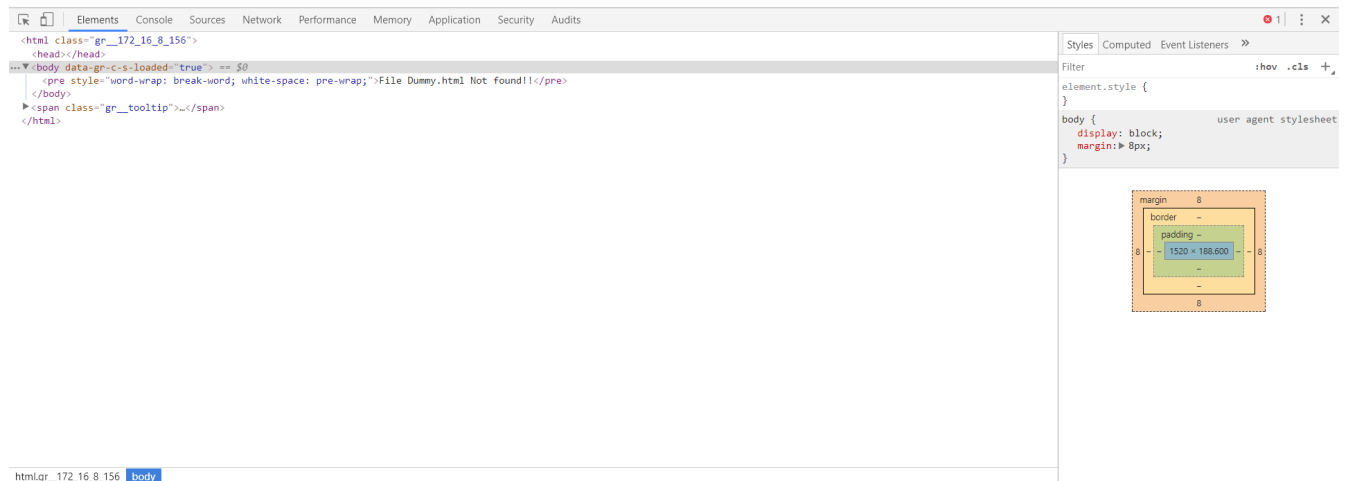 Elements Console Sources Network Performance Memory Application Security Audits 1
<html class="gr__172_16_8_156">
<head></head>
<body data-gr-c-s-loaded="true"> == $0
<pre style="word-wrap: break-word; white-space: pre-wrap;">File Dummy.html Not found!!</pre>
</body>
<span class="gr__tooltip">…</span>
</html>
html.gr__172_16_8_156 body
Styles Computed Event Listeners
Filter :hov .cls +
element.style {
}
body { user agent stylesheet
display: block;
margin: 8px;
}
margin 8
border –
padding –
8 – – 1520 × 188.600 – – 8
–
–
8